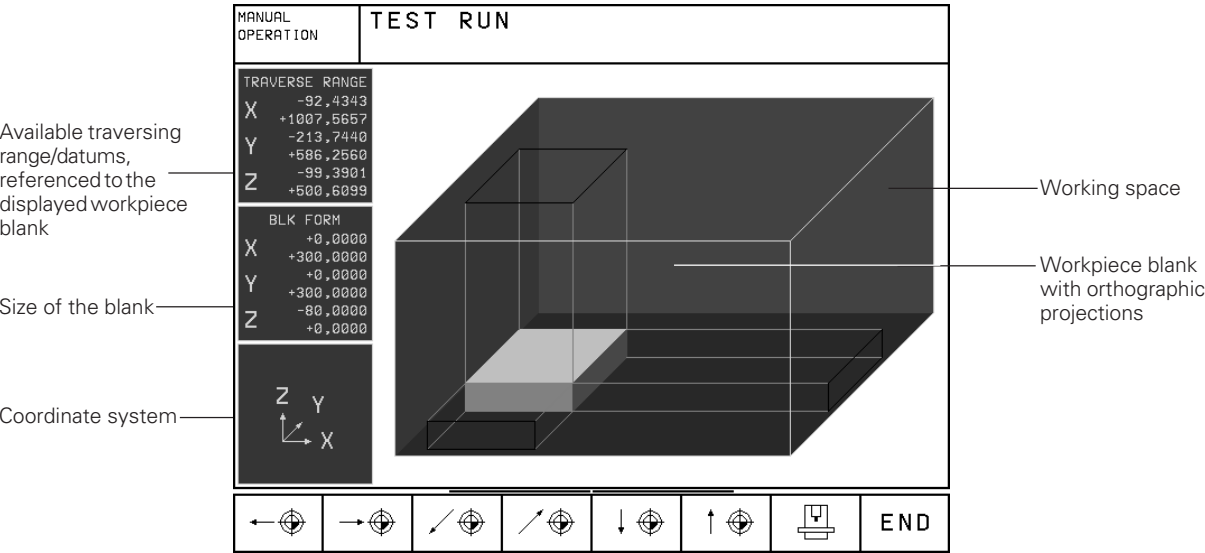 MANUAL
OPERATION
TEST RUN
TRAVERSE RANGE
X
-92,4343
+1007,5657
Y
-213,7440
+586,2560
Z
-99,3901
+500,6099
BLK FORM
X
+0,0000
+300,0000
Y
+0,0000
+300,0000
Z
-80,0000
+0,0000
Z
Y
X
Available traversing
range/datums,
referenced to the
displayed workpiece
blank
Size of the blank
Coordinate system
Working space
Workpiece blank
with orthographic
projections
END